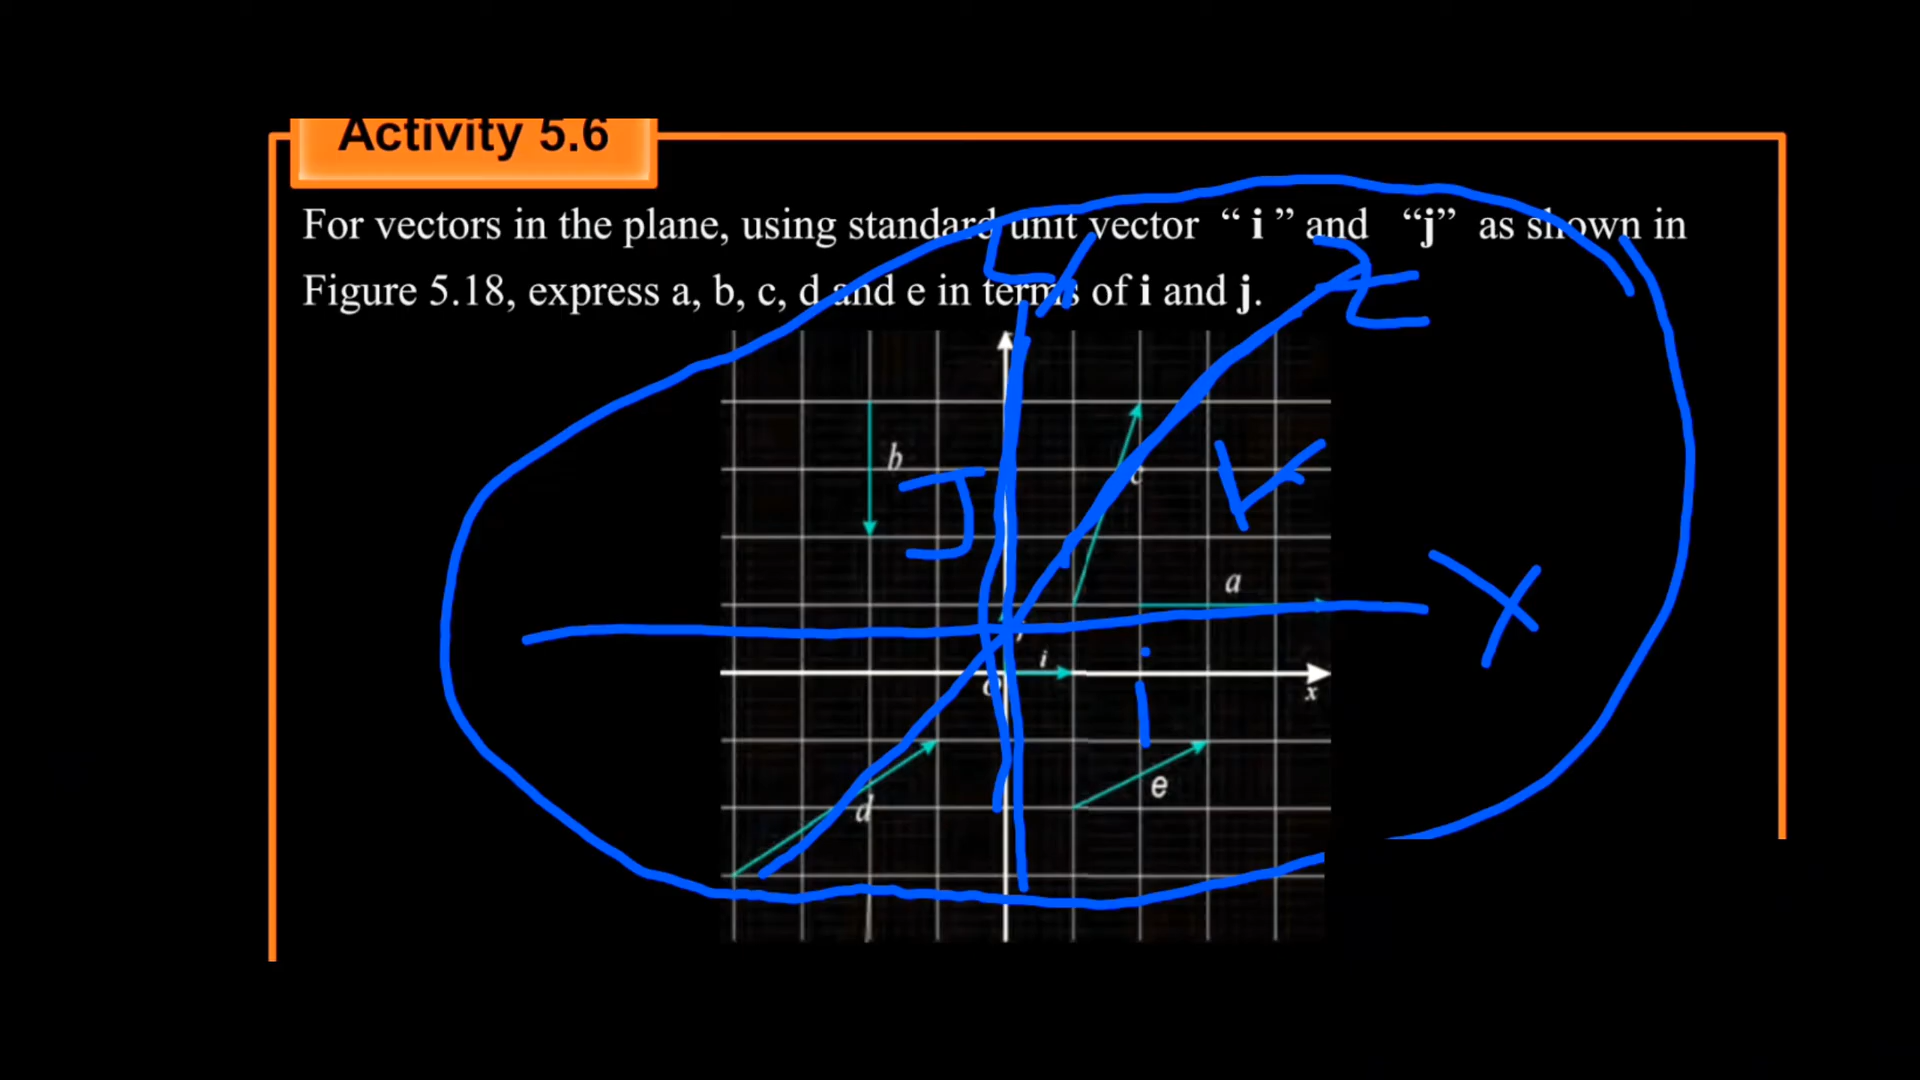 Activity 5.6
For vectors in the plane, using standard unit vector “ i ” and “j” as shown in
Figure 5.18, express a, b, c, d and e in terms of i and j.
y
z
b
J
c
K
a
X
i
O
i
x
d
e